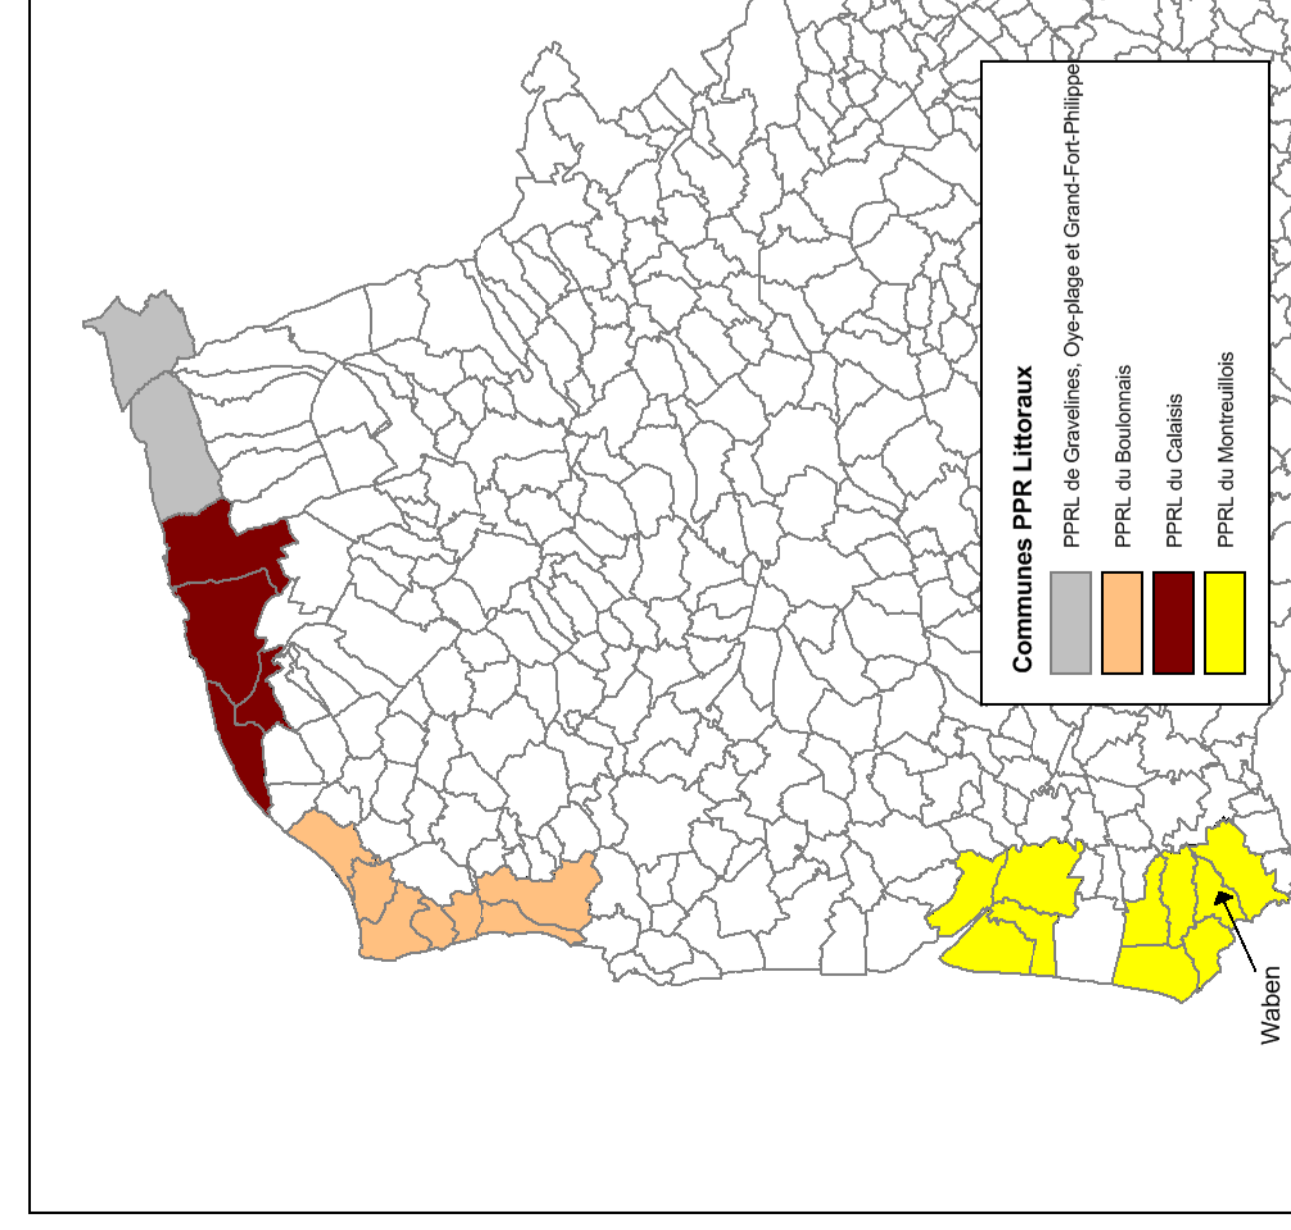 Communes PPR Littoraux
PPRL de Gravelines, Oye-plage et Grand-Fort-Philippe
PPRL du Boulonnais
PPRL du Calaisis
PPRL du Montreuillois
Waben